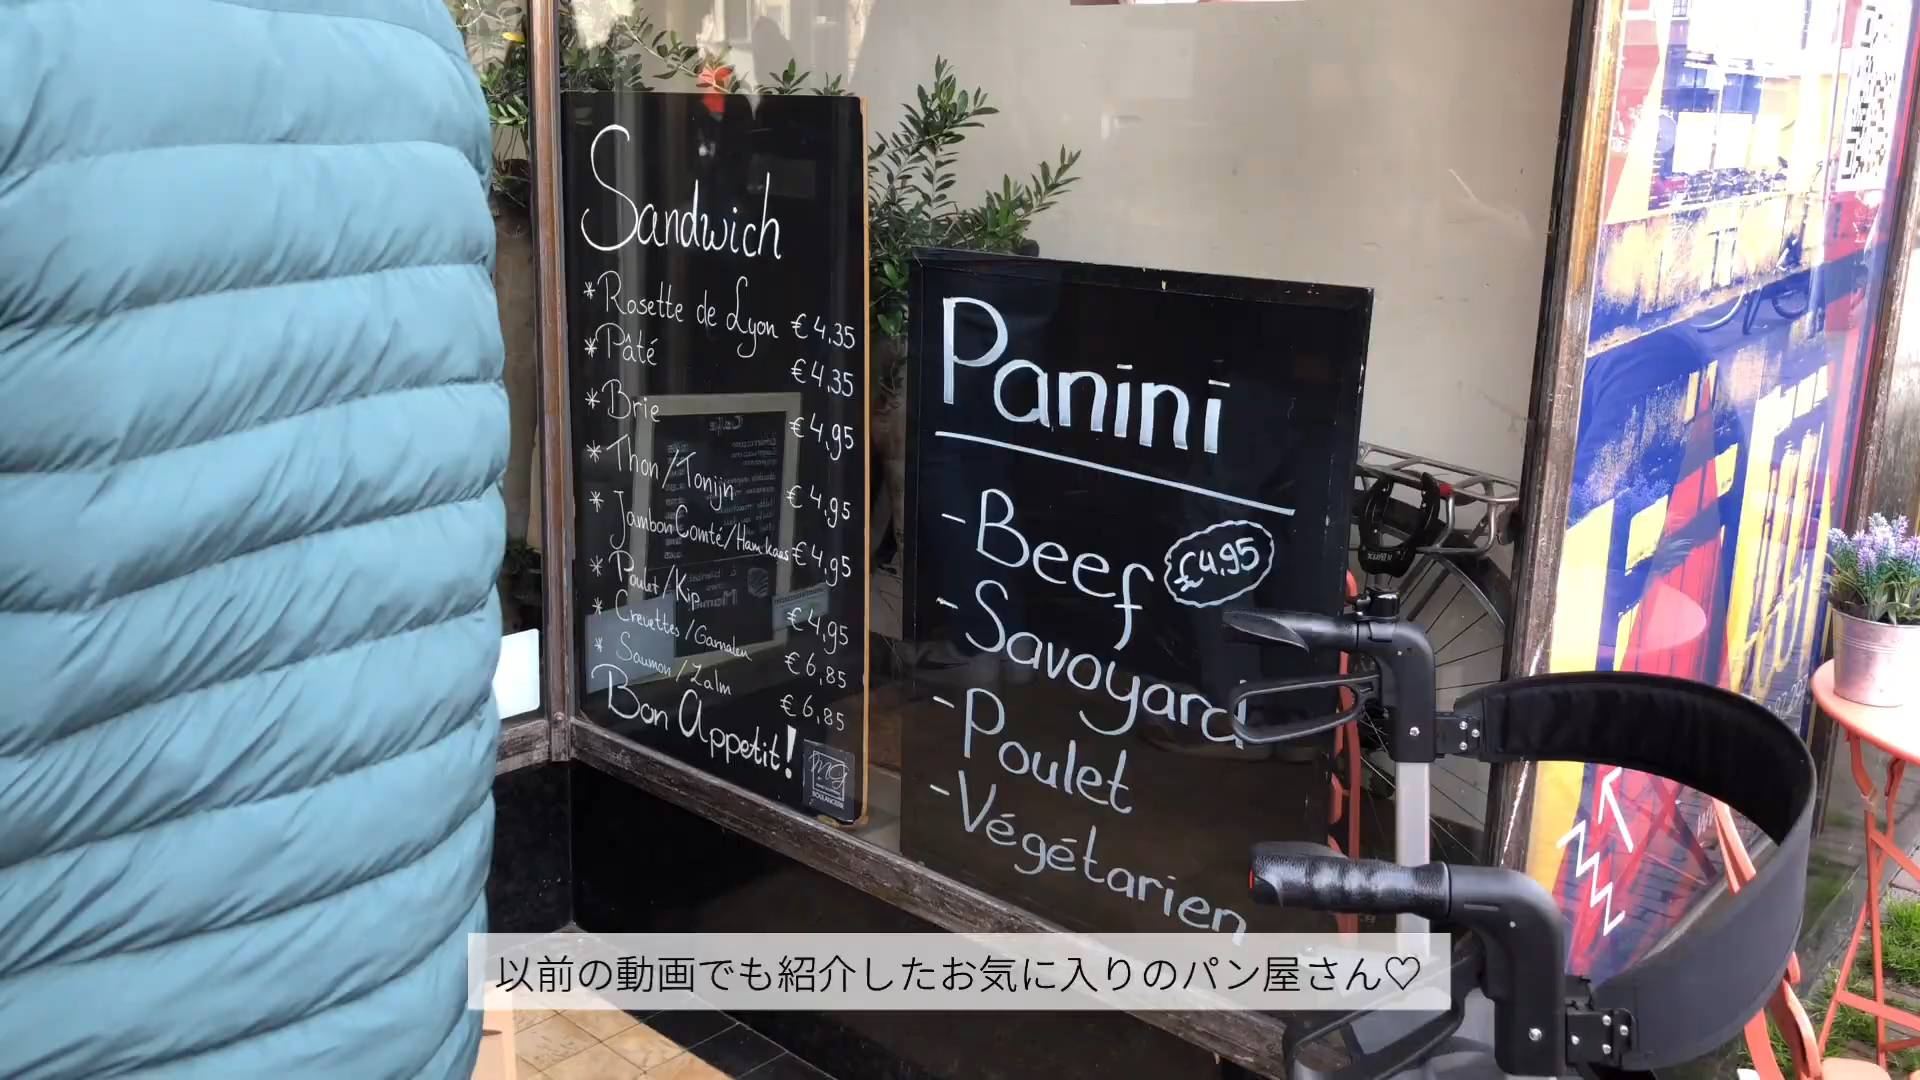 Sandwich
* Rosette de Lyon €4,35
* Pâté €4,35
* Brie €4,95
* Thon/Tonijn €4,95
* Jambon Comté/Ham kaas €4,95
* Poulet/Kip €4,95
* Crevettes/Garnalen €6,85
* Saumon/Zalm €6,85
Bon Appetit!
BOULANGERIE
Panini
- Beef €4,95
- Savoyard
- Poulet
- Végétarien
以前の動画でも紹介したお気に入りのパン屋さん♡